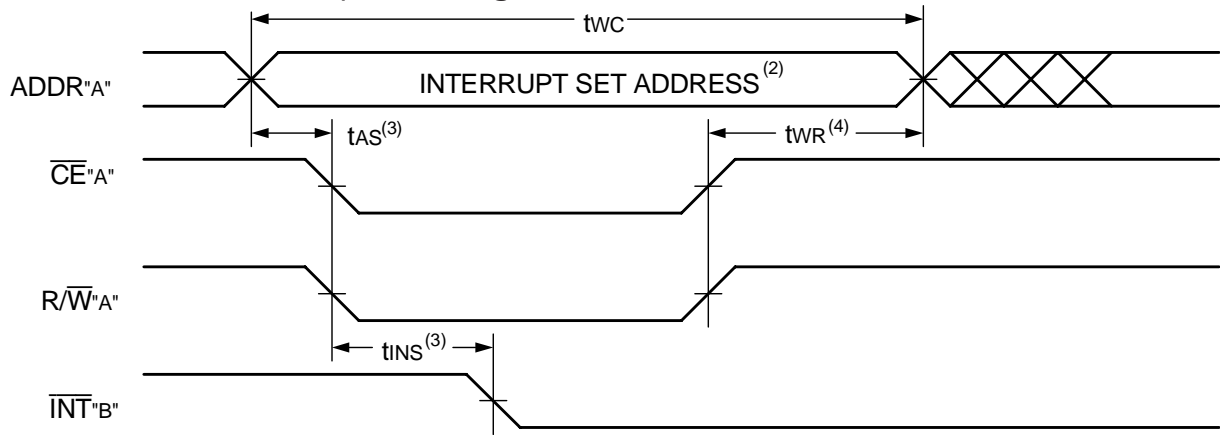 tWC
ADDR"A"
INTERRUPT SET ADDRESS(2)
tAS(3)
tWR(4)
CE"A"
R/W"A"
tINS(3)
INT"B"